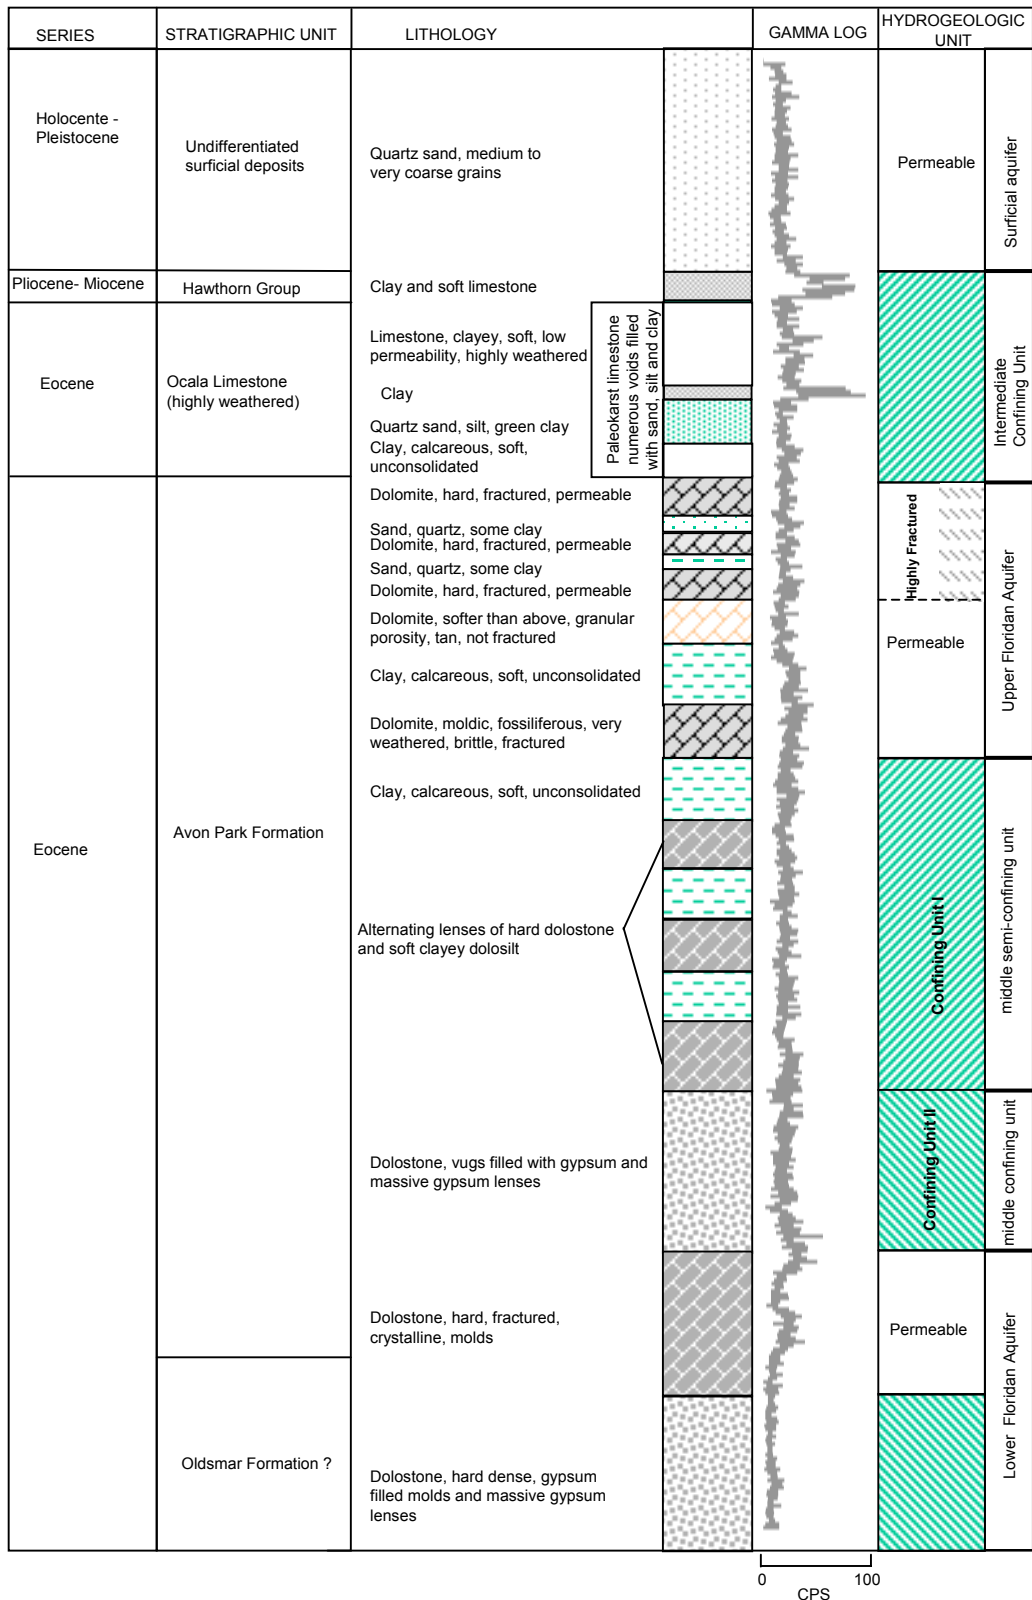 SERIES
STRATIGRAPHIC UNIT
LITHOLOGY
GAMMA LOG
HYDROGEOLOGIC
UNIT
Holocente -
Pleistocene
Undifferentiated
surficial deposits
Quartz sand, medium to
very coarse grains
Permeable
Surficial aquifer
Pliocene- Miocene
Hawthorn Group
Clay and soft limestone
Eocene
Ocala Limestone
(highly weathered)
Limestone, clayey, soft, low
permeability, highly weathered
Clay
Quartz sand, silt, green clay
Clay, calcareous, soft,
unconsolidated
Paleokarst limestone
numerous voids filled
with sand, silt and clay
Intermediate
Confining Unit
Eocene
Avon Park Formation
Dolomite, hard, fractured, permeable
Sand, quartz, some clay
Dolomite, hard, fractured, permeable
Sand, quartz, some clay
Dolomite, hard, fractured, permeable
Dolomite, softer than above, granular
porosity, tan, not fractured
Clay, calcareous, soft, unconsolidated
Dolomite, moldic, fossiliferous, very
weathered, brittle, fractured
Highly Fractured
Permeable
Upper Floridan Aquifer
Clay, calcareous, soft, unconsolidated
Alternating lenses of hard dolostone
and soft clayey dolosilt
Confining Unit I
middle semi-confining unit
Dolostone, vugs filled with gypsum and
massive gypsum lenses
Confining Unit II
middle confining unit
Dolostone, hard, fractured,
crystalline, molds
Permeable
Lower Floridan Aquifer
Oldsmar Formation ?
Dolostone, hard dense, gypsum
filled molds and massive gypsum
lenses
0
100
CPS